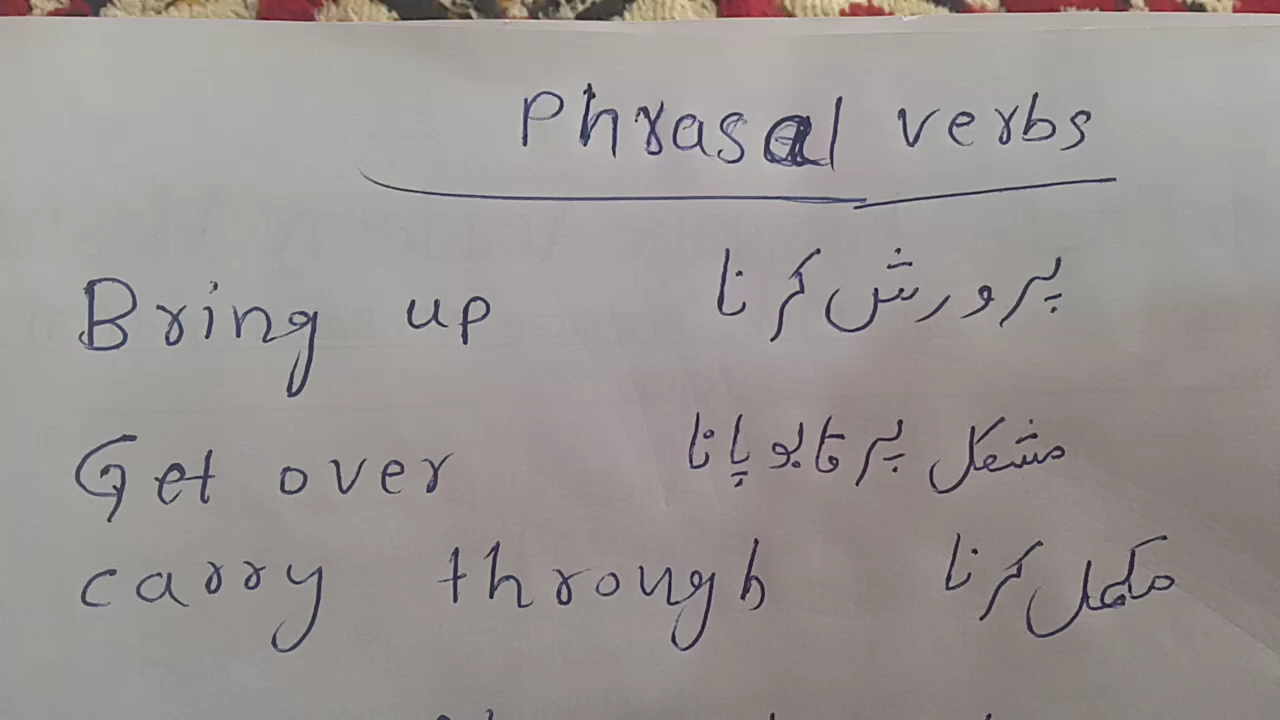 Phrasal verbs
Bring up پرورش کرنا
Get over مشکل پر قابو پانا
carry through مکمل کرنا